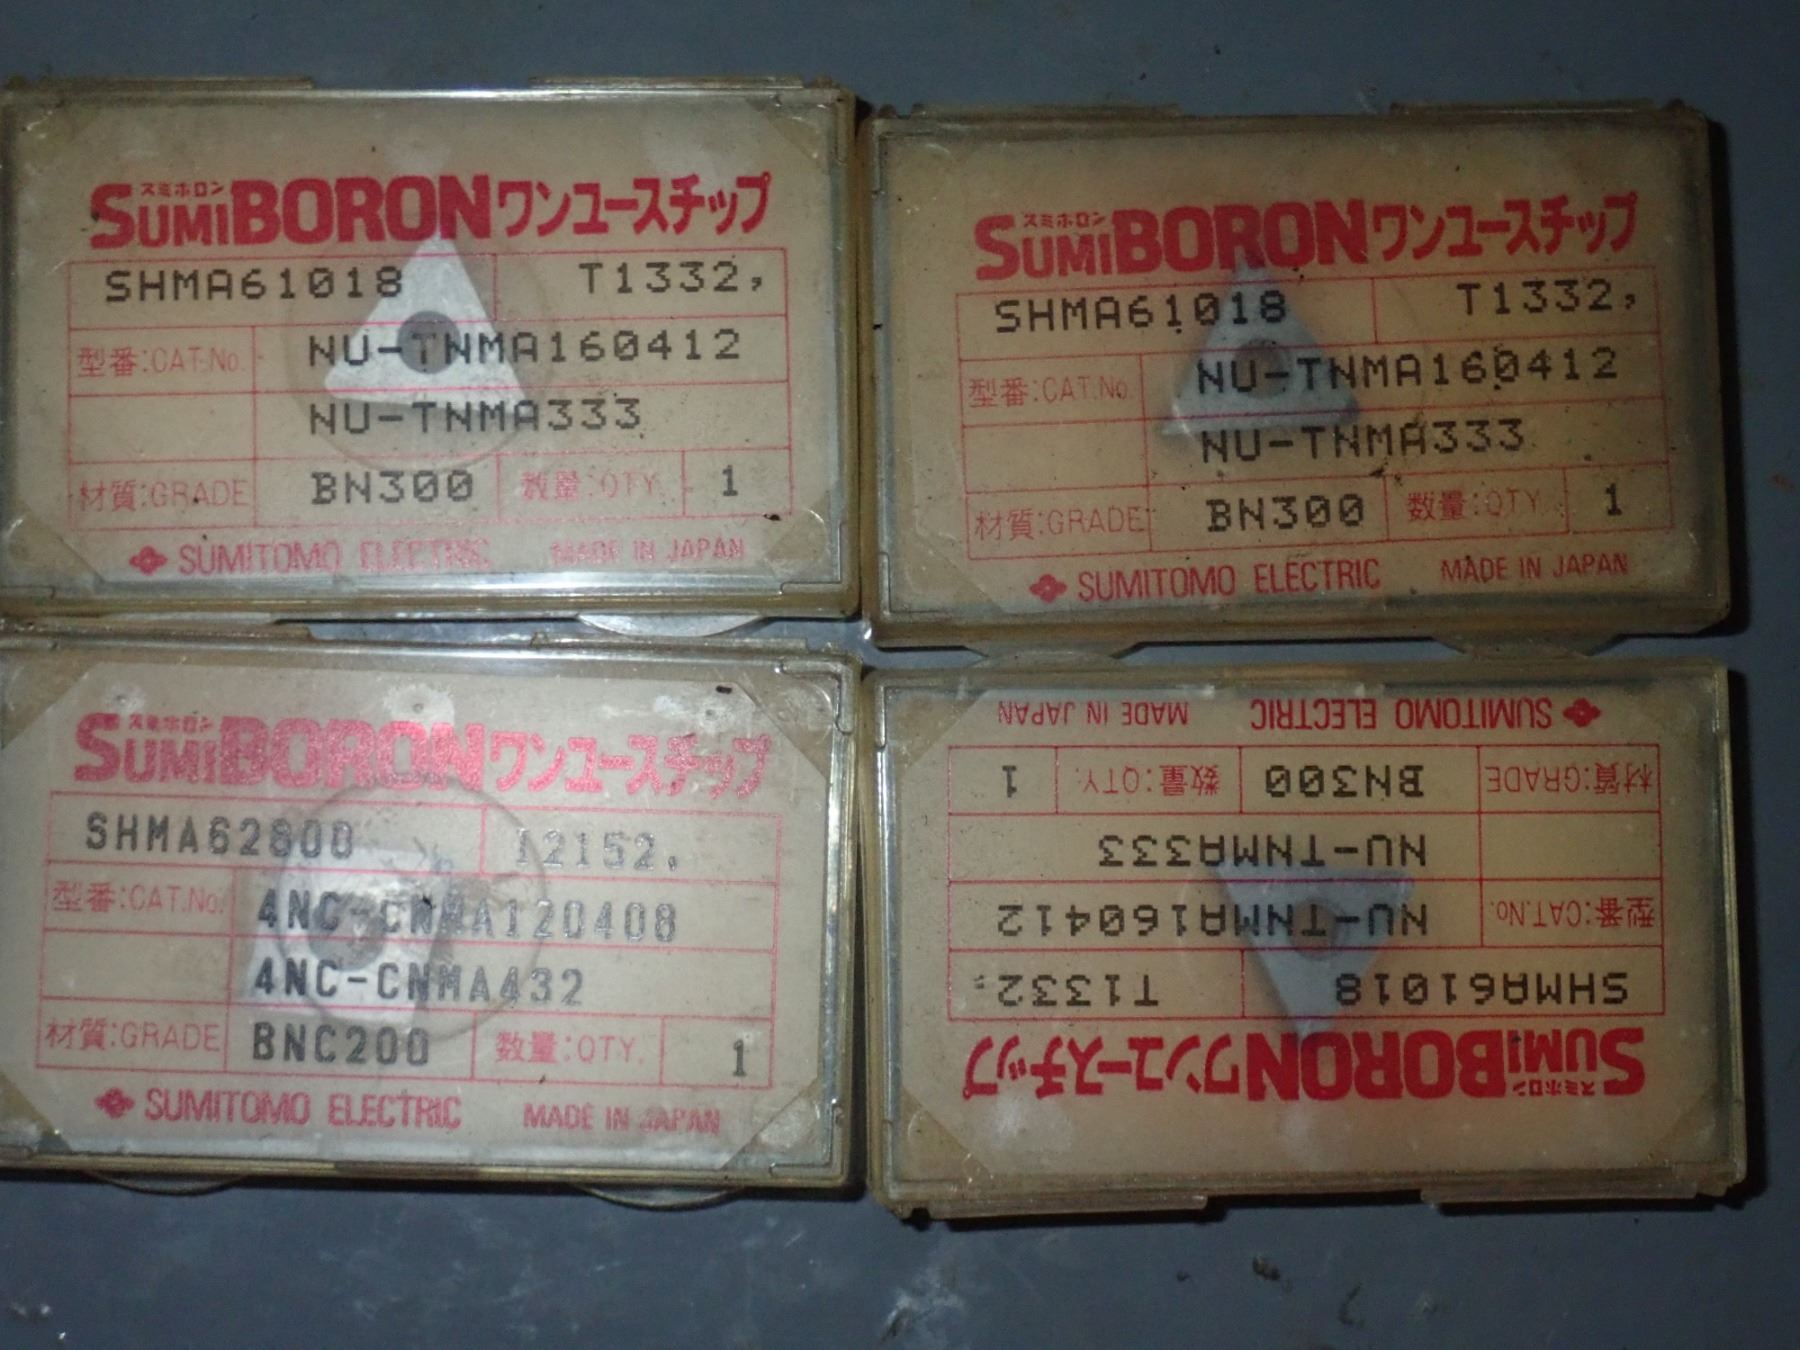 スミボロン
SUMIBORONワンユースチップ
SHMA61018 T1332,
型番:CAT.No. NU-TNMA160412
NU-TNMA333
材質:GRADE BN300 数量:QTY. 1
SUMITOMO ELECTRIC MADE IN JAPAN
スミボロン
SUMIBORONワンユースチップ
SHMA61018 T1332,
型番:CAT.No. NU-TNMA160412
NU-TNMA333
材質:GRADE BN300 数量:QTY. 1
SUMITOMO ELECTRIC MADE IN JAPAN
スミボロン
SUMIBORONワンユースチップ
SHMA62800 I2152,
型番:CAT.No. 4NC-CNMA120408
4NC-CNMA432
材質:GRADE BNC200 数量:QTY. 1
SUMITOMO ELECTRIC MADE IN JAPAN
スミボロン
SUMIBORONワンユースチップ
SHMA61018 T1332,
型番:CAT.No. NU-TNMA160412
NU-TNMA333
材質:GRADE BN300 数量:QTY. 1
SUMITOMO ELECTRIC MADE IN JAPAN